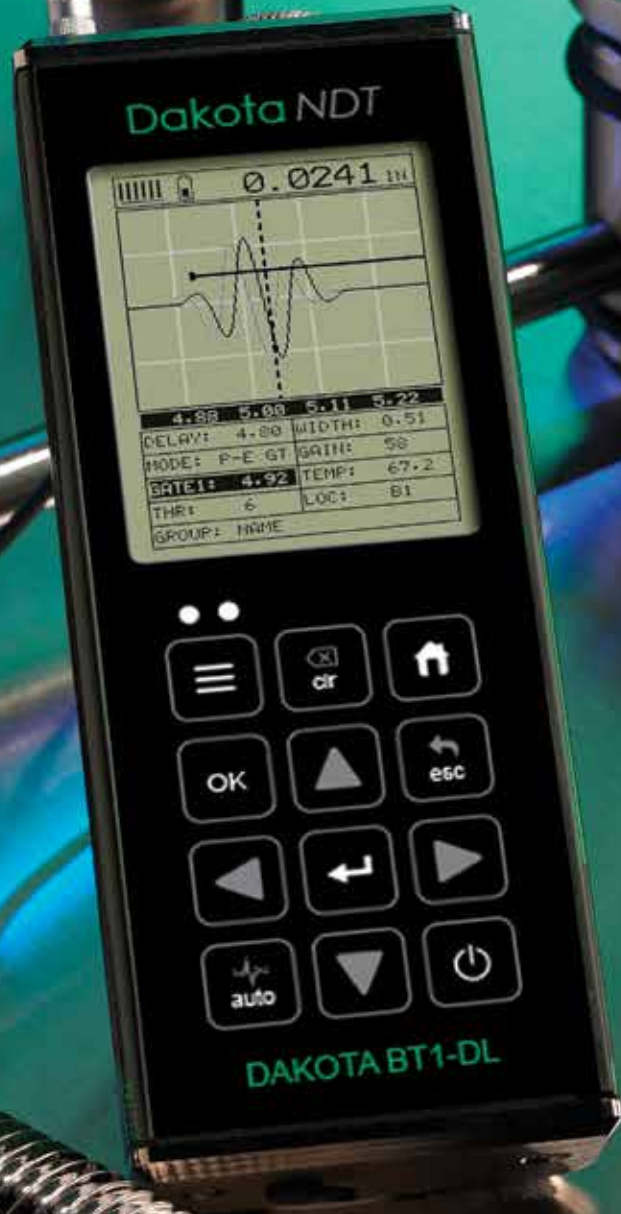 Dakota NDT
0.0241 IN
4.88 5.00 5.11 5.22
DELAY: 4.80 WIDTH: 0.51
MODE: P-E GT GAIN: 58
GATE1: 4.92 TEMP: 67.2
THR: 6 LOC: B1
GROUP: NAME
clr
OK
esc
auto
DAKOTA BT1-DL